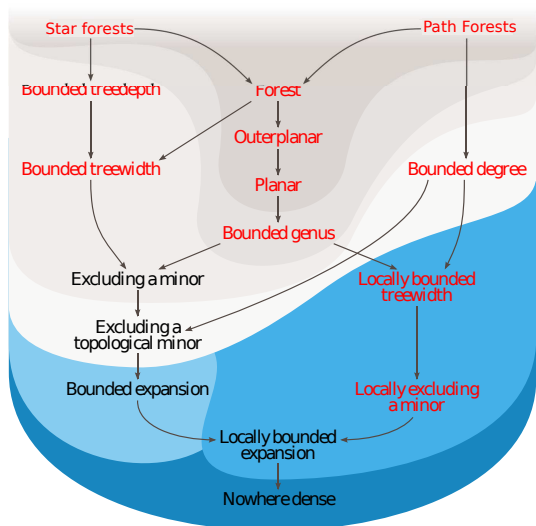 Star forests
Path Forests
Bounded treedepth
Forest
Outerplanar
Bounded treewidth
Bounded degree
Planar
Bounded genus
Excluding a minor
Locally bounded
treewidth
Excluding a
topological minor
Bounded expansion
Locally excluding
a minor
Locally bounded
expansion
Nowhere dense